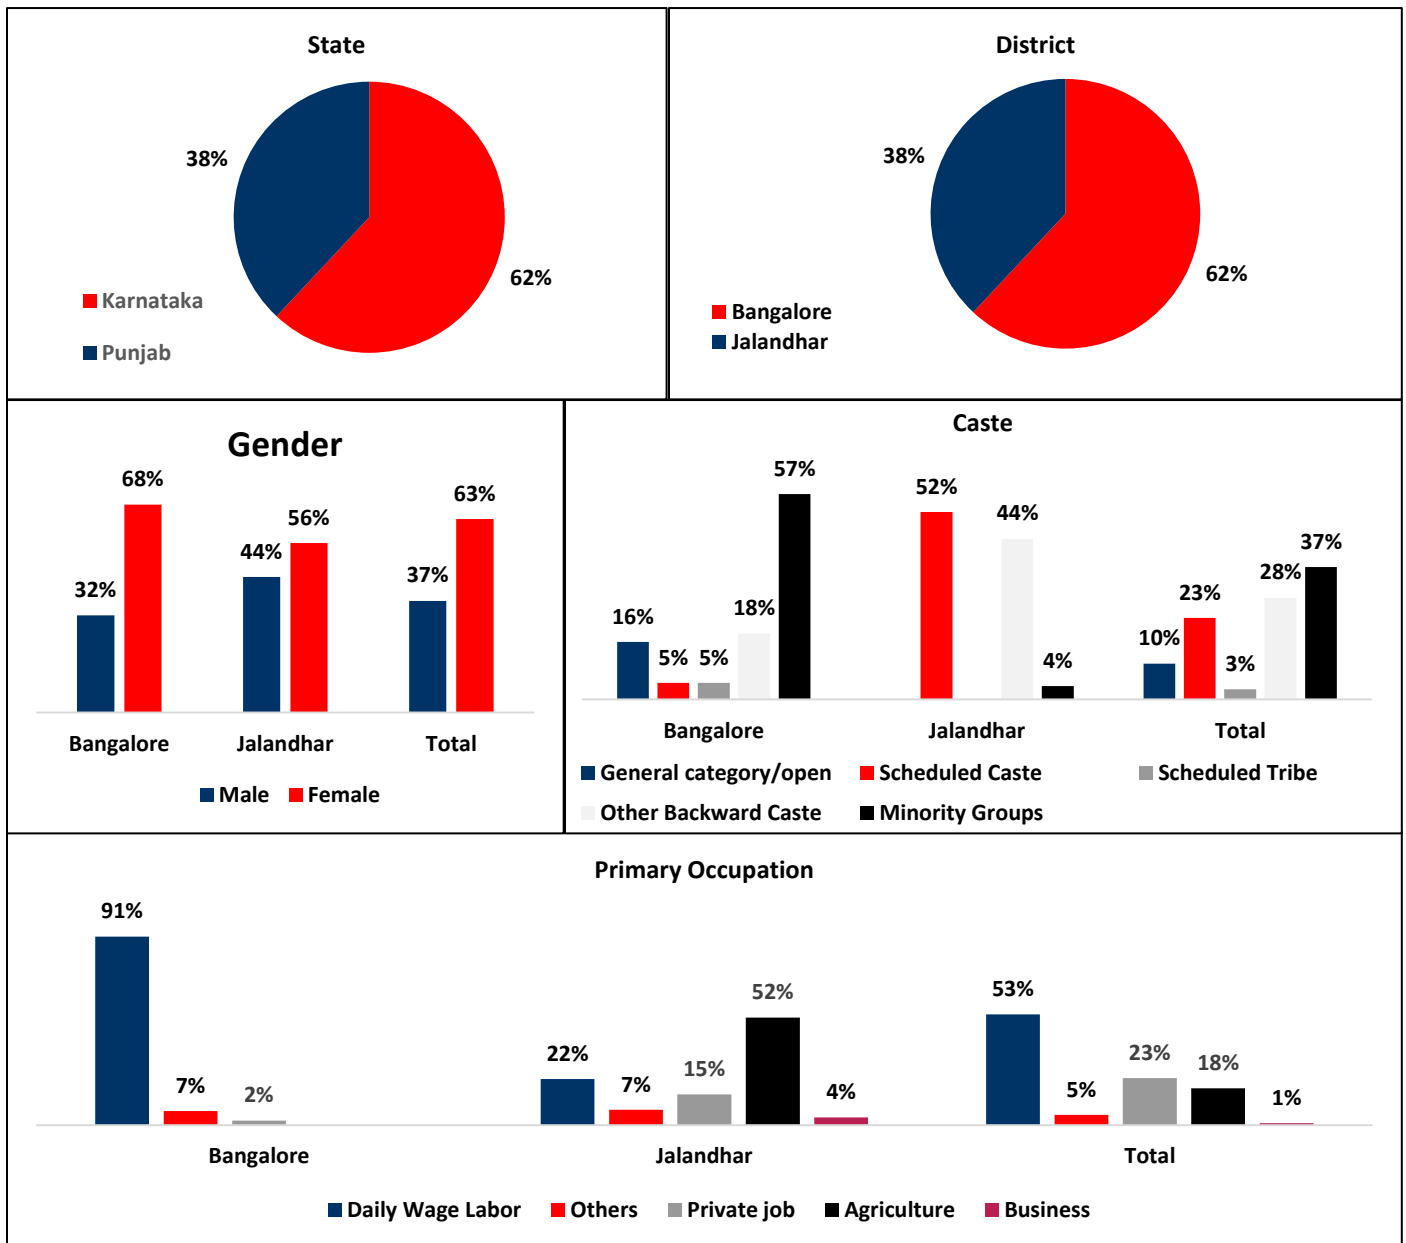 State
38%
62%
Karnataka
Punjab
District
38%
62%
Bangalore
Jalandhar
Gender
68%
63%
56%
44%
37%
32%
Bangalore Jalandhar Total
Male Female
Caste
57%
52%
44%
37%
28%
23%
18%
16%
10%
5% 5%
4%
3%
Bangalore Jalandhar Total
General category/open Scheduled Caste Scheduled Tribe
Other Backward Caste Minority Groups
Primary Occupation
91%
7%
2%
22%
7%
15%
52%
4%
53%
5%
23%
18%
1%
Bangalore Jalandhar Total
Daily Wage Labor Others Private job Agriculture Business